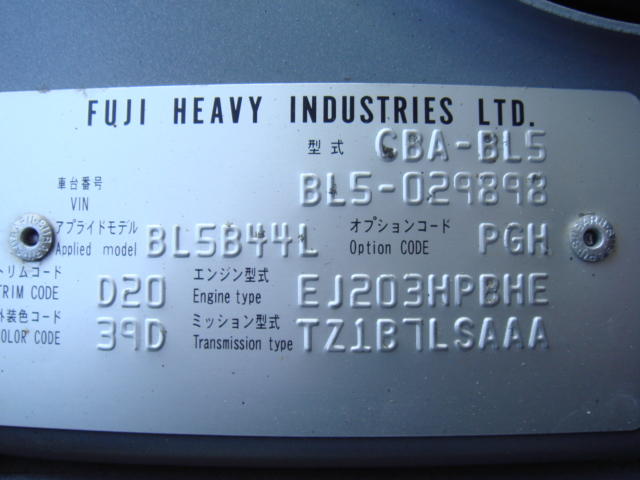 FUJI HEAVY INDUSTRIES LTD.
型式 CBA-BL5
車台番号 VIN BL5-029898
アプライドモデル Applied model BL5B44L オプションコード Option CODE PGH
トリムコード TRIM CODE D20 エンジン型式 Engine type EJ203HPBHE
外装色コード COLOR CODE 39D ミッション型式 Transmission type TZ1B7LSAAA